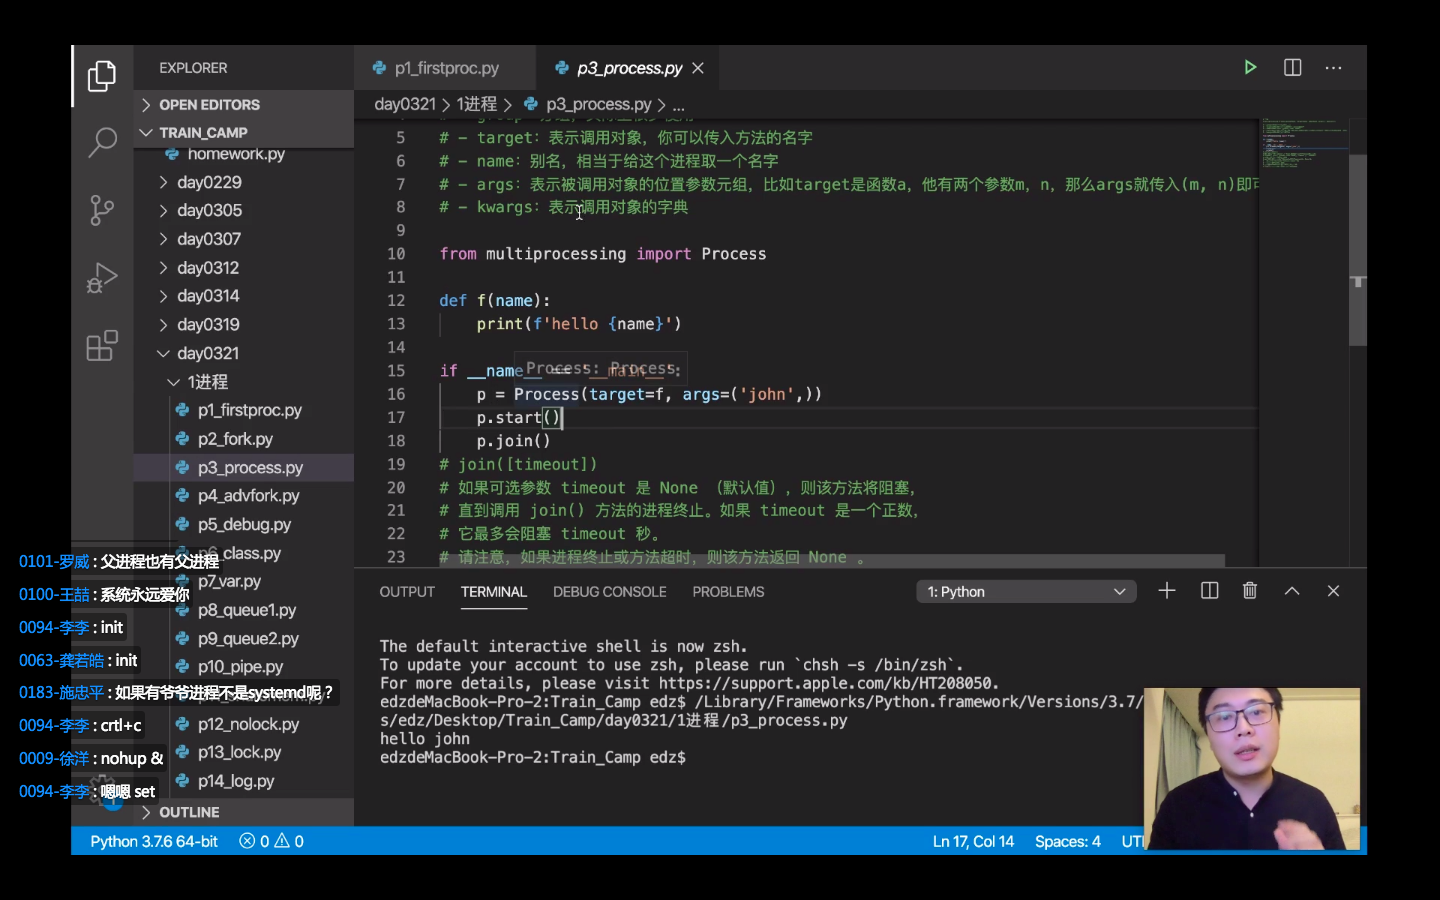 EXPLORER
p1_firstproc.py
p3_process.py
OPEN EDITORS
day0321 > 1进程 > p3_process.py > ...
TRAIN_CAMP
homework.py
day0229
day0305
day0307
day0312
day0314
day0319
day0321
1进程
p1_firstproc.py
p2_fork.py
p3_process.py
p4_advfork.py
p5_debug.py
_class.py
p7_var.py
p8_queue1.py
p9_queue2.py
p10_pipe.py
p12_nolock.py
p13_lock.py
p14_log.py
OUTLINE
5 # - target: 表示调用对象，你可以传入方法的名字
6 # - name: 别名，相当于给这个进程取一个名字
7 # - args: 表示被调用对象的位置参数元组，比如target是函数a，他有两个参数m，n，那么args就传入(m, n)即可
8 # - kwargs: 表示调用对象的字典
9
10 from multiprocessing import Process
11
12 def f(name):
13 print(f'hello {name}')
14
Process: Process
15 if __name__ == '__main__':
16 p = Process(target=f, args=('john',))
17 p.start()
18 p.join()
19 # join([timeout])
20 # 如果可选参数 timeout 是 None （默认值），则该方法将阻塞，
21 # 直到调用 join() 方法的进程终止。如果 timeout 是一个正数，
22 # 它最多会阻塞 timeout 秒。
23 # 请注意，如果进程终止或方法超时，则该方法返回 None 。
OUTPUT TERMINAL DEBUG CONSOLE PROBLEMS
1: Python
The default interactive shell is now zsh.
To update your account to use zsh, please run `chsh -s /bin/zsh`.
For more details, please visit https://support.apple.com/kb/HT208050.
edzdeMacBook-Pro-2:Train_Camp edz$ /Library/Frameworks/Python.framework/Versions/3.7/
s/edz/Desktop/Train_Camp/day0321/1进程/p3_process.py
hello john
edzdeMacBook-Pro-2:Train_Camp edz$
0101-罗威 : 父进程也有父进程
0100-王喆 : 系统永远爱你
0094-李李 : init
0063-龚若皓 : init
0183-施忠平 : 如果有爷爷进程不是systemd呢？
0094-李李 : crtl+c
0009-徐洋 : nohup &
0094-李李 : 嗯嗯 set
Python 3.7.6 64-bit
0 0
Ln 17, Col 14
Spaces: 4